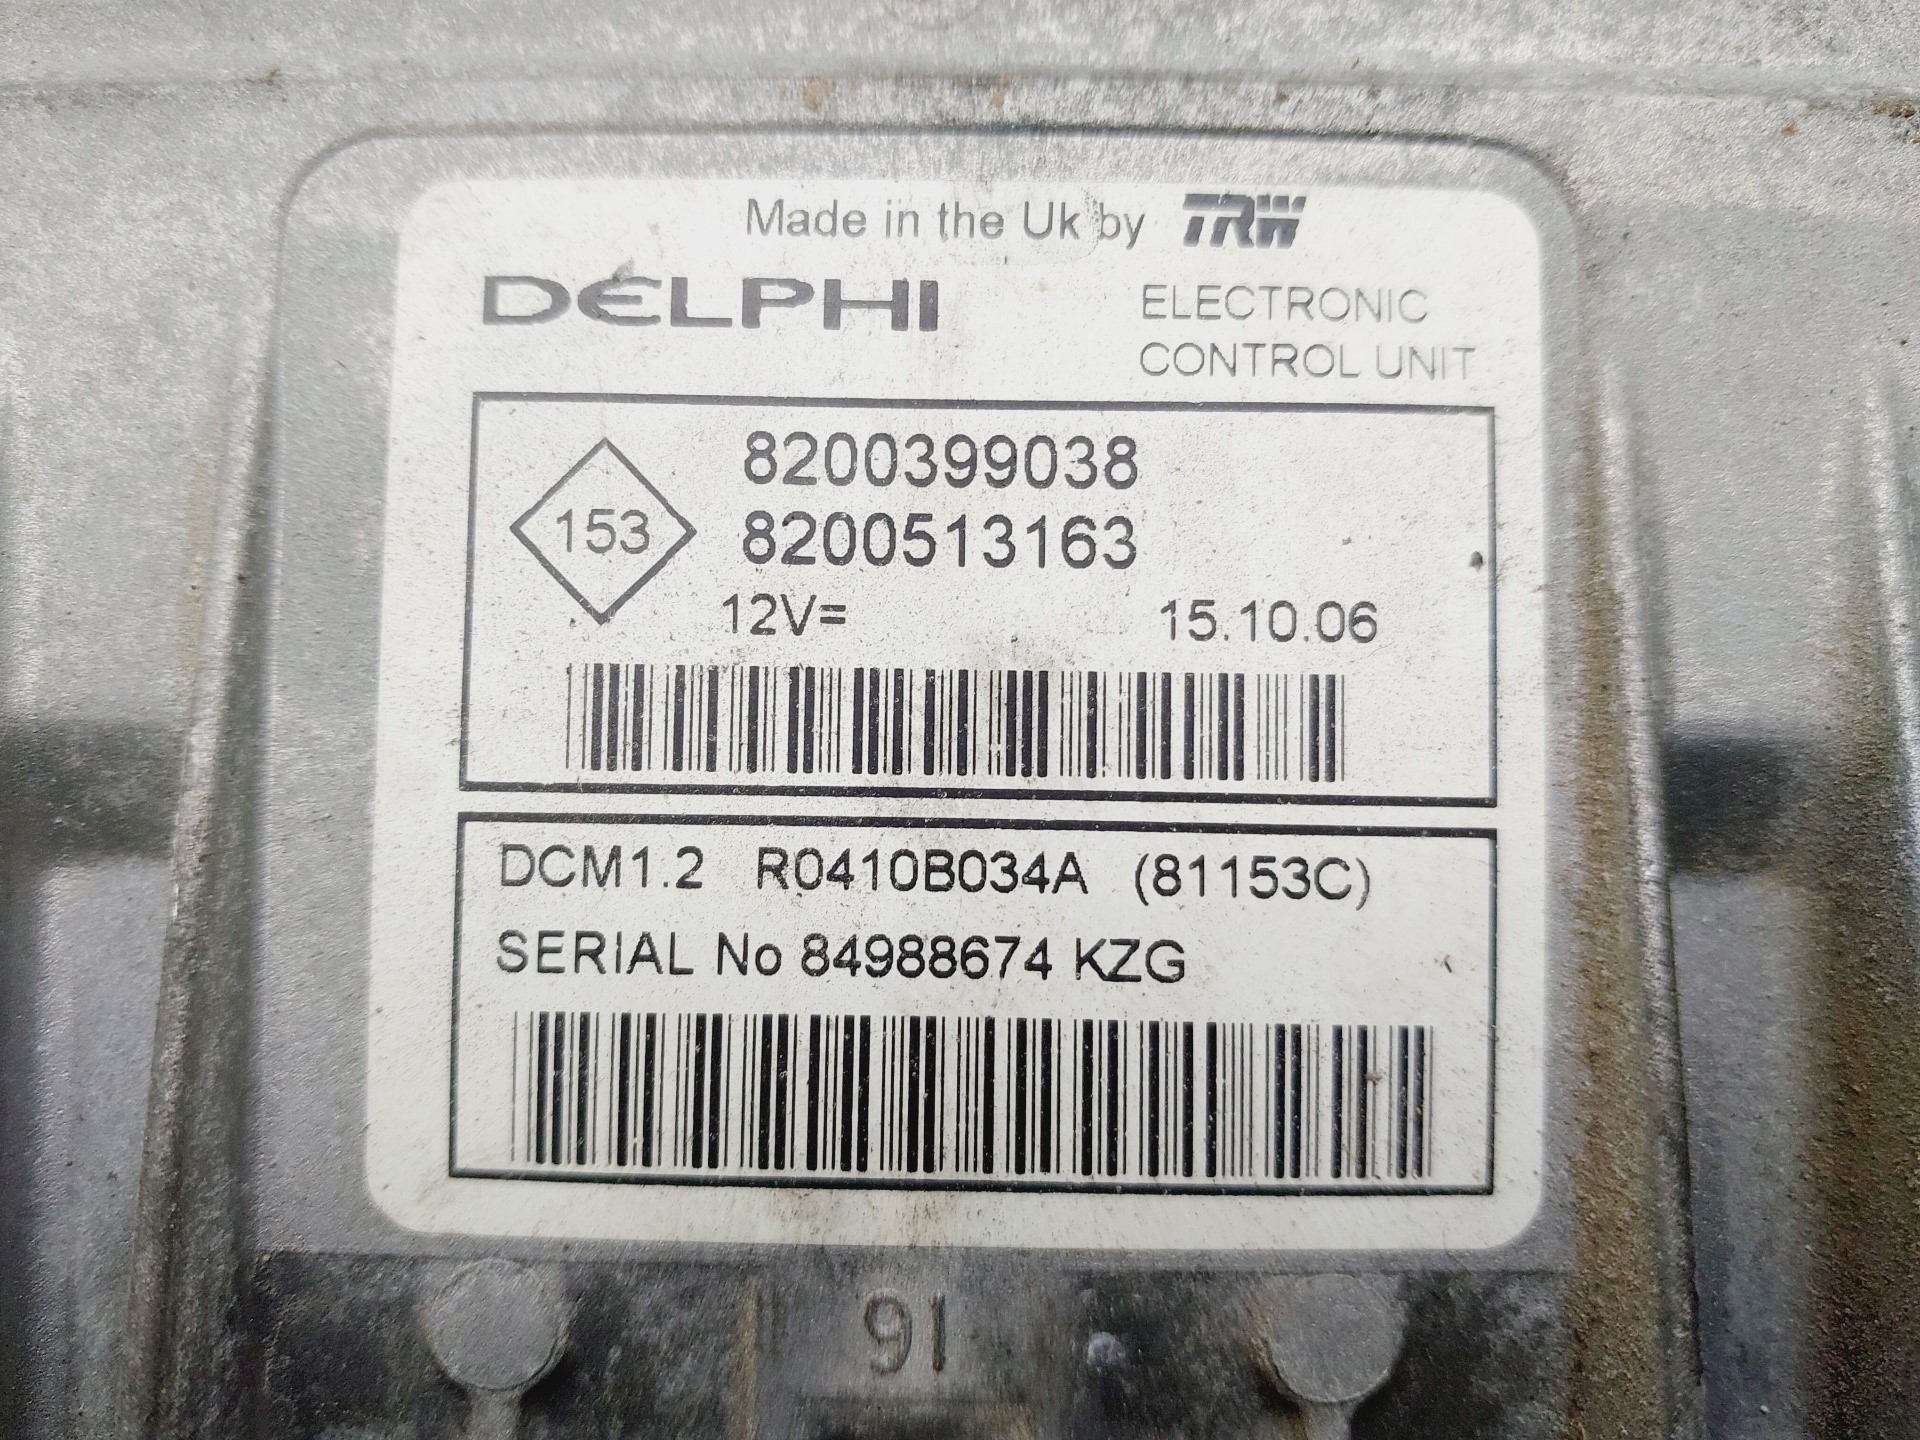 Made in the Uk by TRW
DELPHI
ELECTRONIC
CONTROL UNIT
8200399038
153
8200513163
12V= 15.10.06
DCM1.2 R0410B034A (81153C)
SERIAL No 84988674 KZG
91